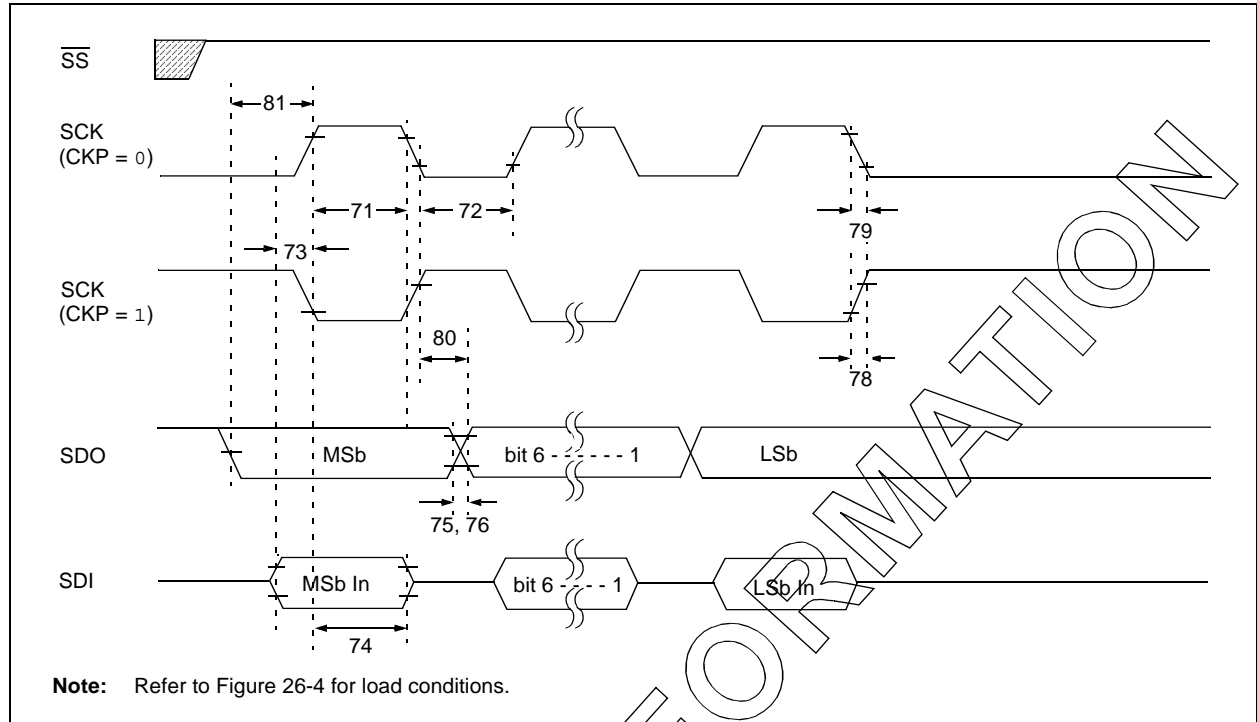 SS
81
SCK
(CKP = 0)
71
72
79
73
SCK
(CKP = 1)
80
78
SDO
MSb
bit 6 - - - - - - 1
LSb
75, 76
SDI
MSb In
bit 6 - - - - 1
LSb In
74
Note: Refer to Figure 26-4 for load conditions.
FORMATION